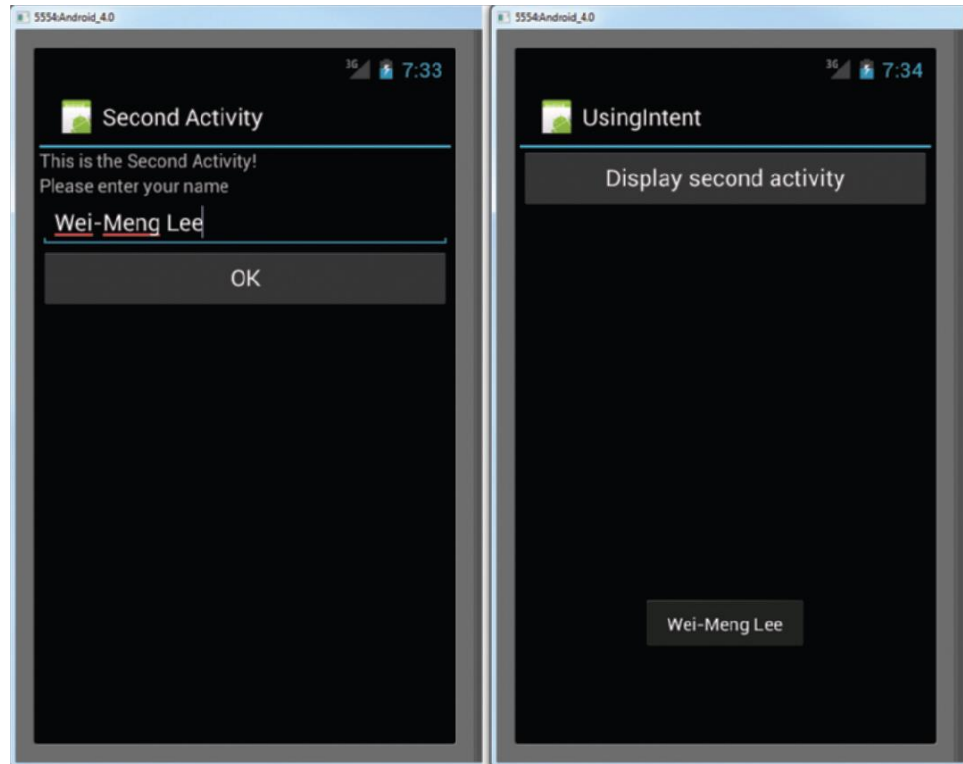 5554:Android_4.0
3G 7:33
Second Activity
This is the Second Activity!
Please enter your name
Wei-Meng Lee
OK
5554:Android_4.0
3G 7:34
UsingIntent
Display second activity
Wei-Meng Lee